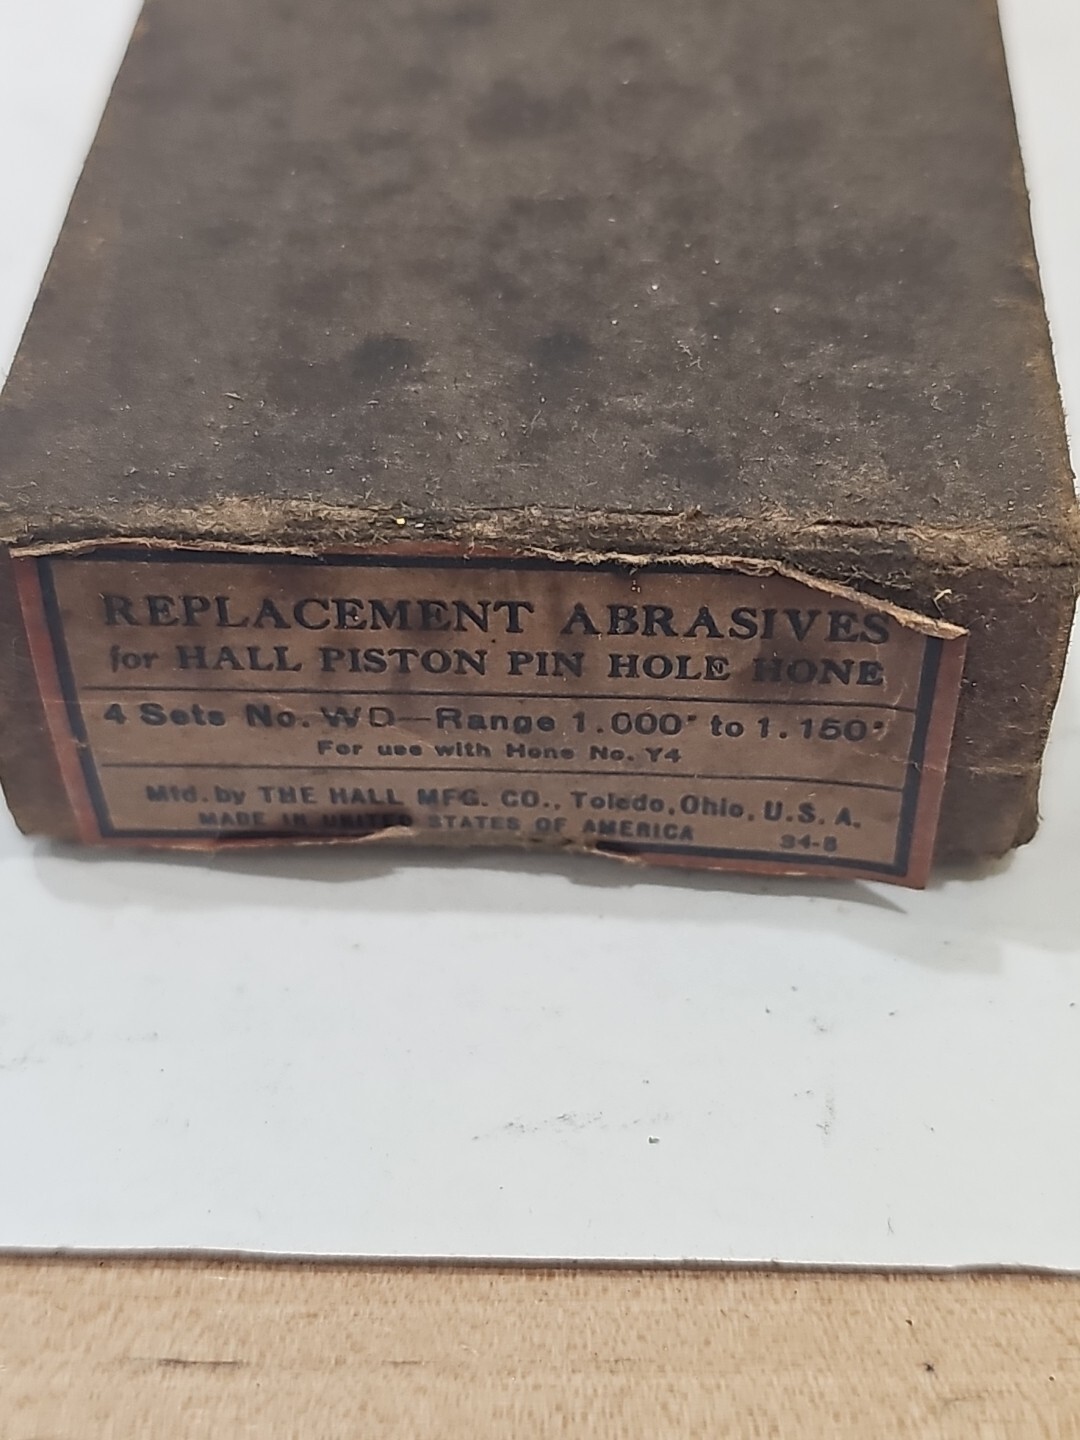 REPLACEMENT ABRASIVES
for HALL PISTON PIN HOLE HONE
4 Sets No. WD—Range 1.000" to 1.150"
For use with Hone No. Y4
Mfd. by THE HALL MFG. CO., Toledo, Ohio, U.S.A.
MADE IN UNITED STATES OF AMERICA